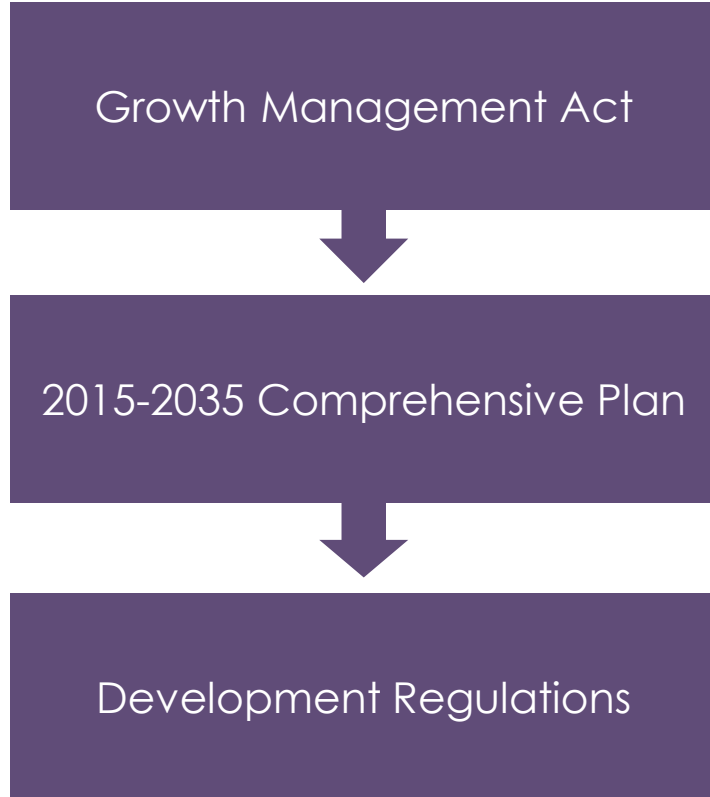 Growth Management Act
2015-2035 Comprehensive Plan
Development Regulations